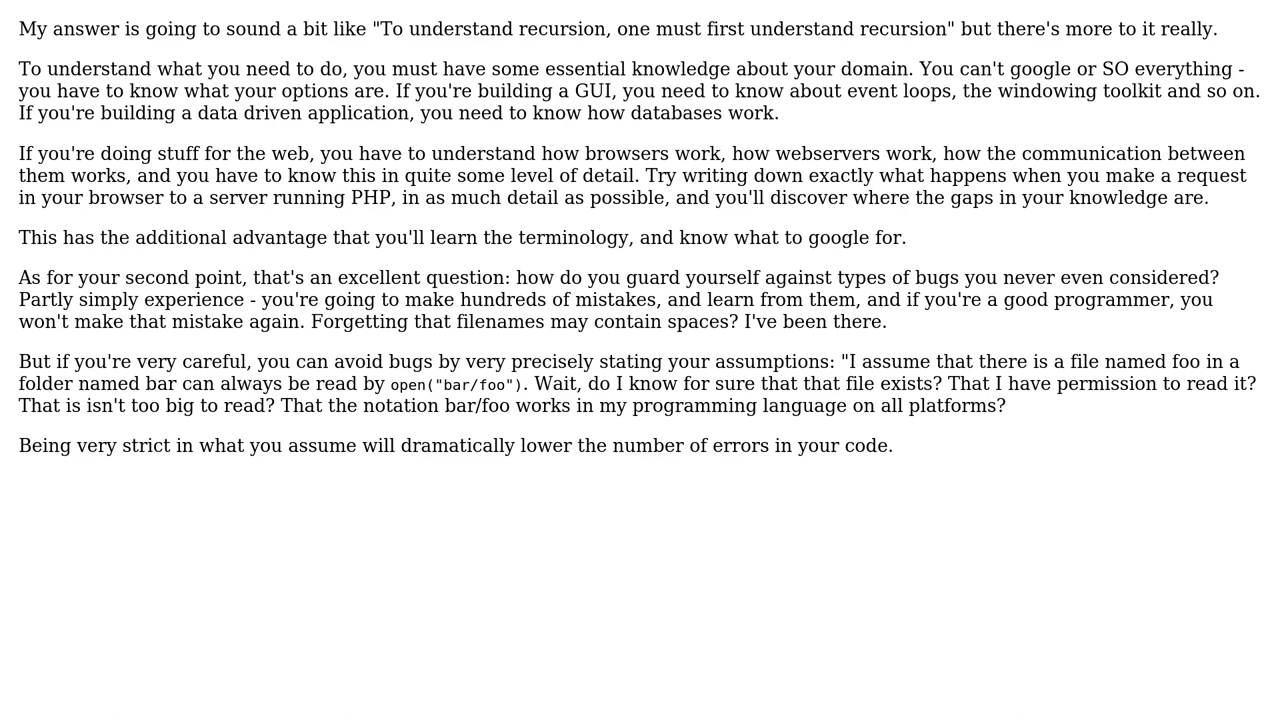 My answer is going to sound a bit like "To understand recursion, one must first understand recursion" but there's more to it really.
To understand what you need to do, you must have some essential knowledge about your domain. You can't google or SO everything -
you have to know what your options are. If you're building a GUI, you need to know about event loops, the windowing toolkit and so on.
If you're building a data driven application, you need to know how databases work.
If you're doing stuff for the web, you have to understand how browsers work, how webservers work, how the communication between
them works, and you have to know this in quite some level of detail. Try writing down exactly what happens when you make a request
in your browser to a server running PHP, in as much detail as possible, and you'll discover where the gaps in your knowledge are.
This has the additional advantage that you'll learn the terminology, and know what to google for.
As for your second point, that's an excellent question: how do you guard yourself against types of bugs you never even considered?
Partly simply experience - you're going to make hundreds of mistakes, and learn from them, and if you're a good programmer, you
won't make that mistake again. Forgetting that filenames may contain spaces? I've been there.
But if you're very careful, you can avoid bugs by very precisely stating your assumptions: "I assume that there is a file named foo in a
folder named bar can always be read by open("bar/foo"). Wait, do I know for sure that that file exists? That I have permission to read it?
That is isn't too big to read? That the notation bar/foo works in my programming language on all platforms?
Being very strict in what you assume will dramatically lower the number of errors in your code.